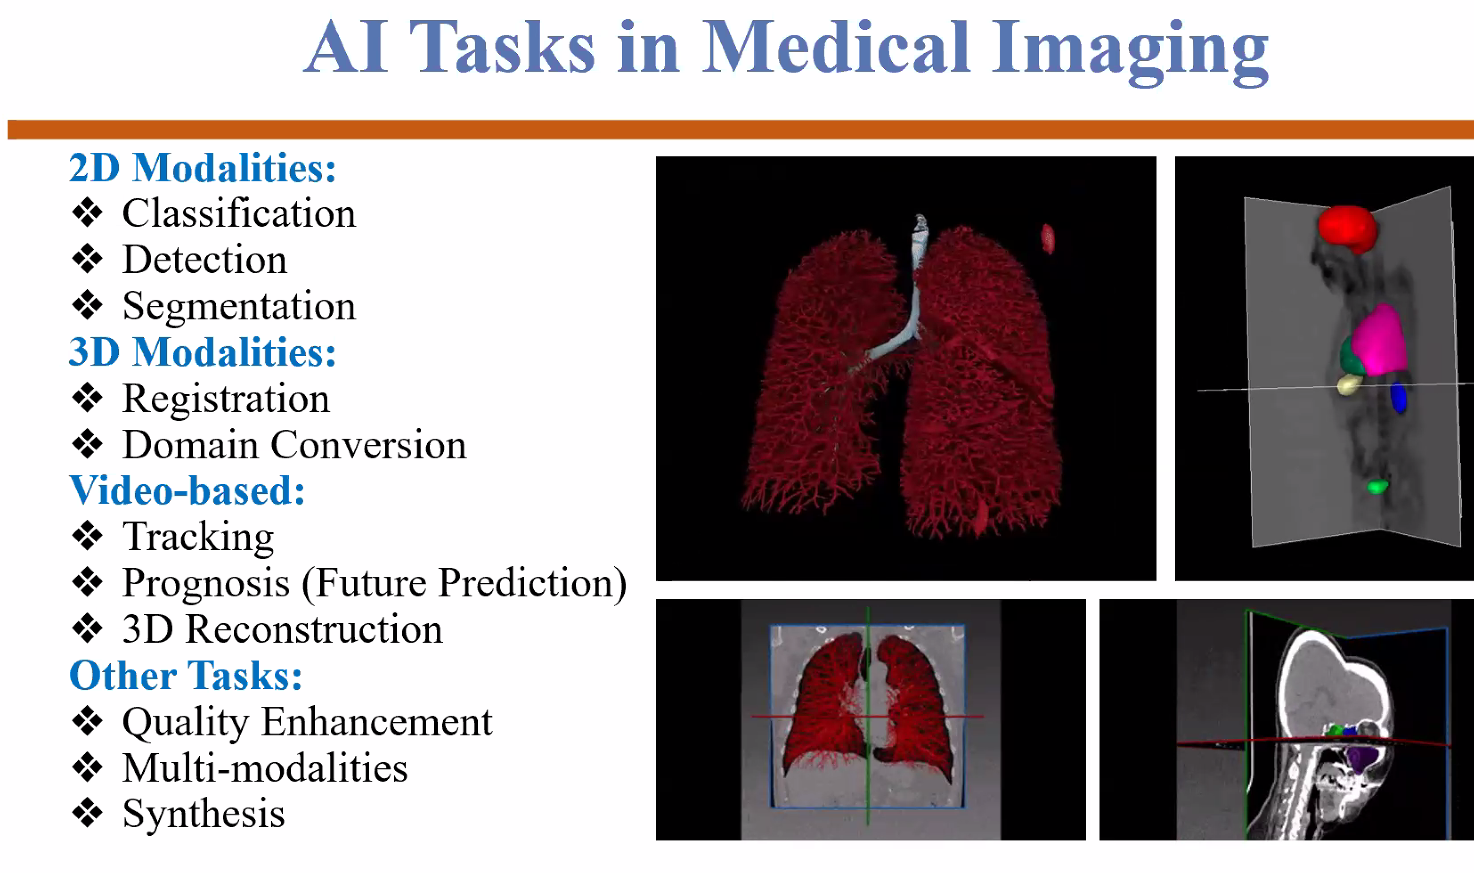 AI Tasks in Medical Imaging
2D Modalities:
❖ Classification
❖ Detection
❖ Segmentation
3D Modalities:
❖ Registration
❖ Domain Conversion
Video-based:
❖ Tracking
❖ Prognosis (Future Prediction)
❖ 3D Reconstruction
Other Tasks:
❖ Quality Enhancement
❖ Multi-modalities
❖ Synthesis